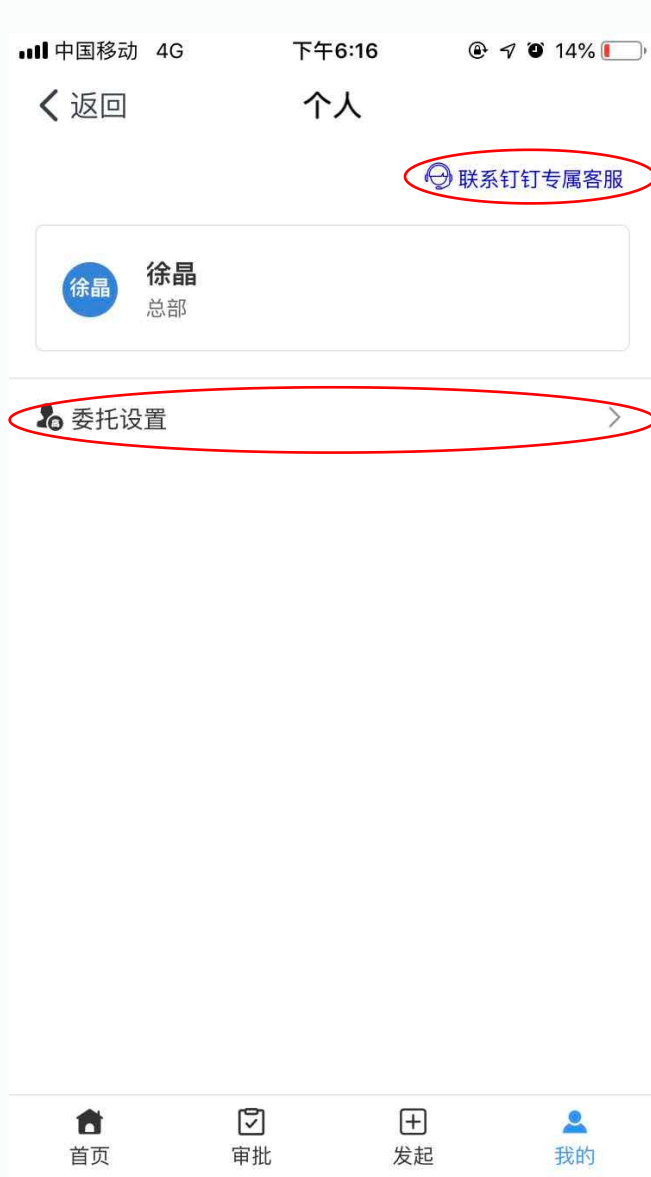 中国移动 4G 下午6:16 14%
返回 个人
联系钉钉专属客服
徐晶 徐晶
总部
委托设置
首页 审批 发起 我的